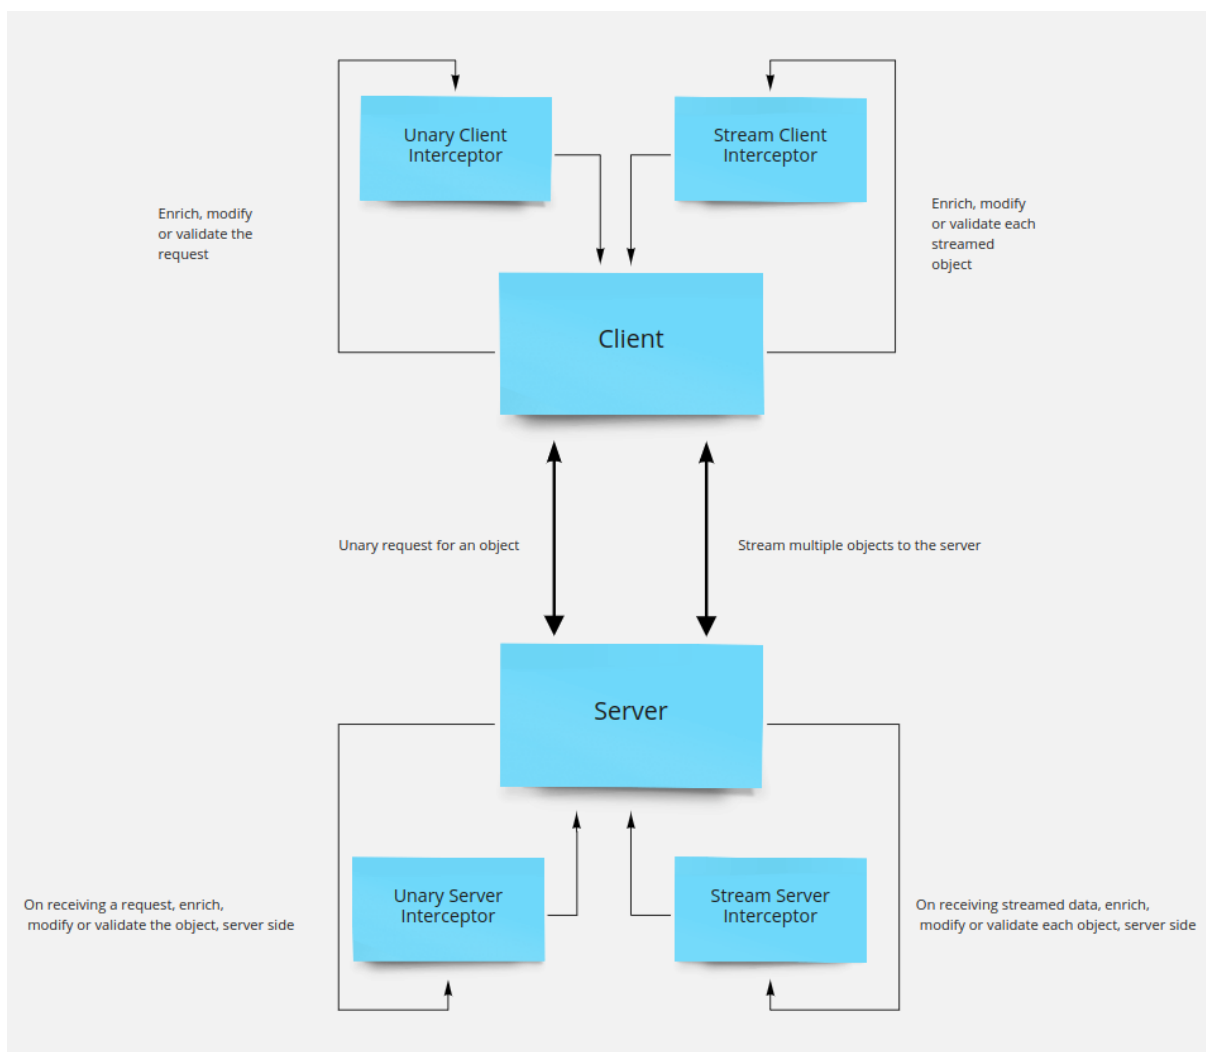 Unary Client
Interceptor
Stream Client
Interceptor
Enrich, modify
or validate the
request
Enrich, modify
or validate each
streamed
object
Client
Unary request for an object
Stream multiple objects to the server
Server
Unary Server
Interceptor
Stream Server
Interceptor
On receiving a request, enrich,
modify or validate the object, server side
On receiving streamed data, enrich,
modify or validate each object, server side